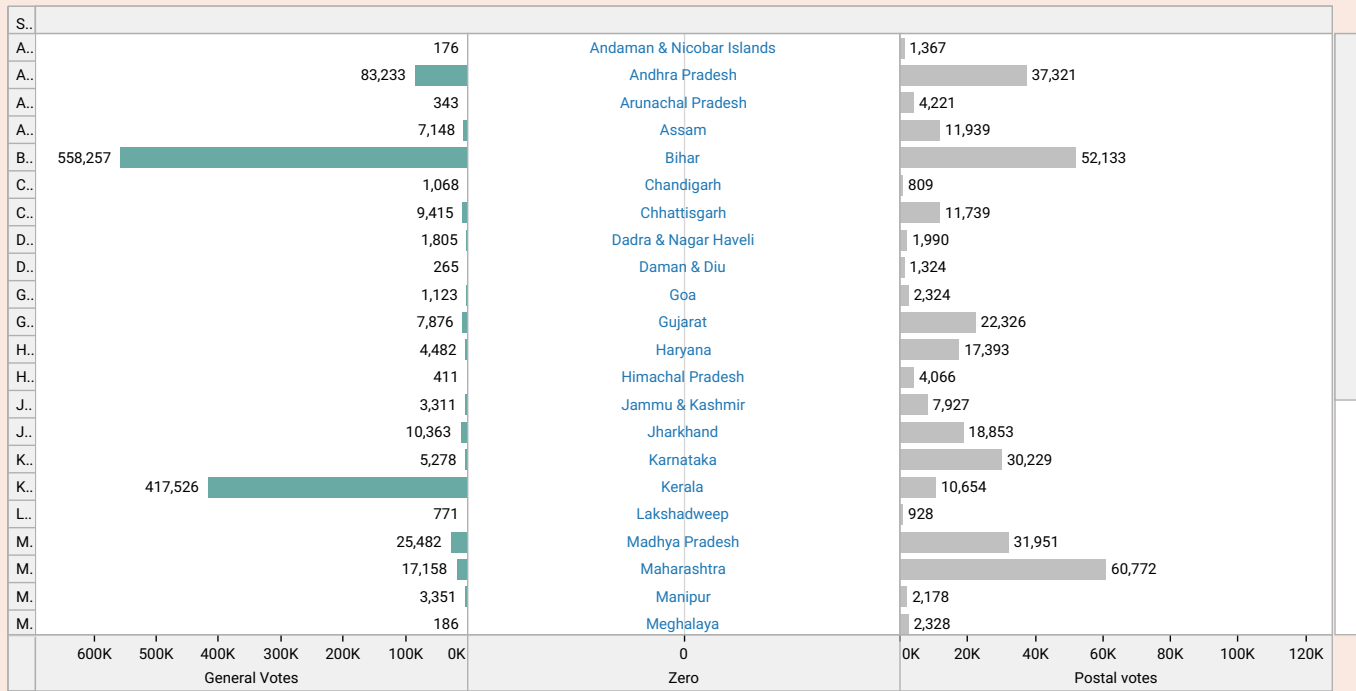 S..
A.. 176 Andaman & Nicobar Islands 1,367
A.. 83,233 Andhra Pradesh 37,321
A.. 343 Arunachal Pradesh 4,221
A.. 7,148 Assam 11,939
B.. 558,257 Bihar 52,133
C.. 1,068 Chandigarh 809
C.. 9,415 Chhattisgarh 11,739
D.. 1,805 Dadra & Nagar Haveli 1,990
D.. 265 Daman & Diu 1,324
G.. 1,123 Goa 2,324
G.. 7,876 Gujarat 22,326
H.. 4,482 Haryana 17,393
H.. 411 Himachal Pradesh 4,066
J.. 3,311 Jammu & Kashmir 7,927
J.. 10,363 Jharkhand 18,853
K.. 5,278 Karnataka 30,229
K.. 417,526 Kerala 10,654
L.. 771 Lakshadweep 928
M. 25,482 Madhya Pradesh 31,951
M. 17,158 Maharashtra 60,772
M. 3,351 Manipur 2,178
M. 186 Meghalaya 2,328
600K 500K 400K 300K 200K 100K 0K 0 0K 20K 40K 60K 80K 100K 120K
General Votes Zero Postal votes